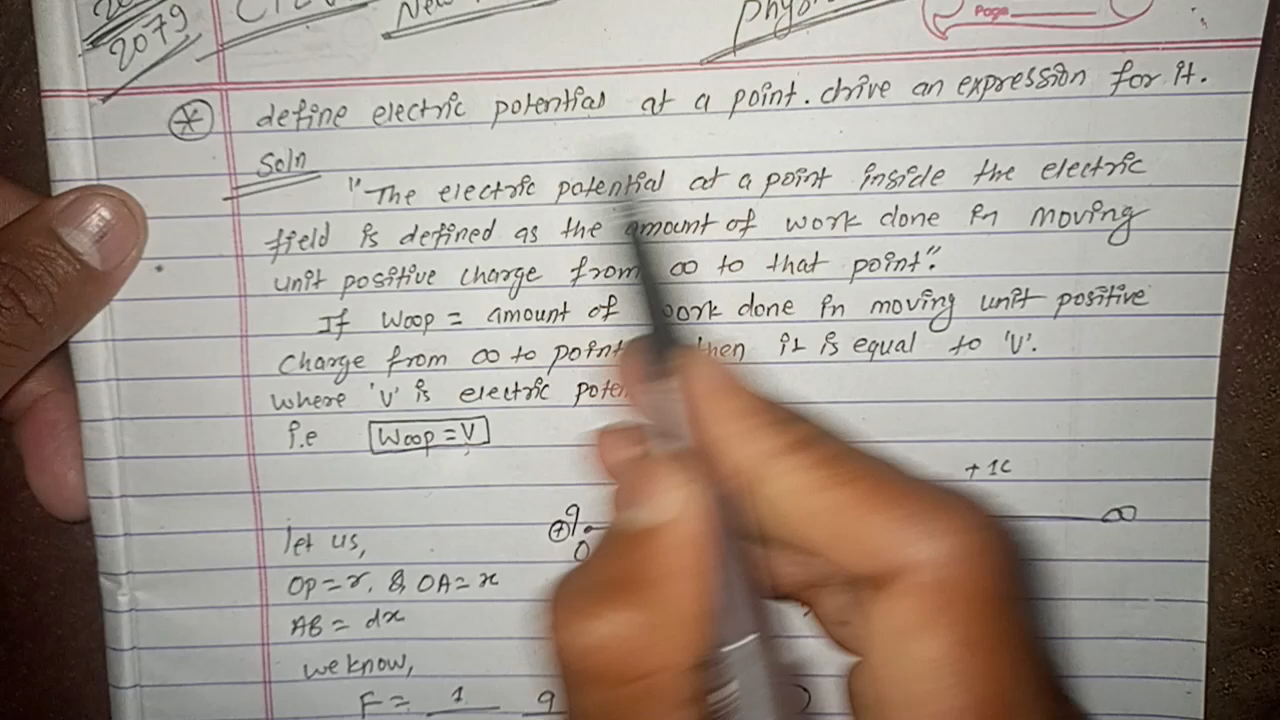 2079
Page
* define electric potential at a point. drive an expression for it.
Soln
"The electric potential at a point inside the electric
field is defined as the amount of work done in moving
unit positive charge from ∞ to that point".
If W∞p = amount of work done in moving unit positive
charge from ∞ to point then it is equal to 'V'.
where 'V' is electric
i.e W∞p = V
+1C
q
+ ∞
O
let us,
OP = r, & OA = x
AB = dx
we know,
F = 1 q